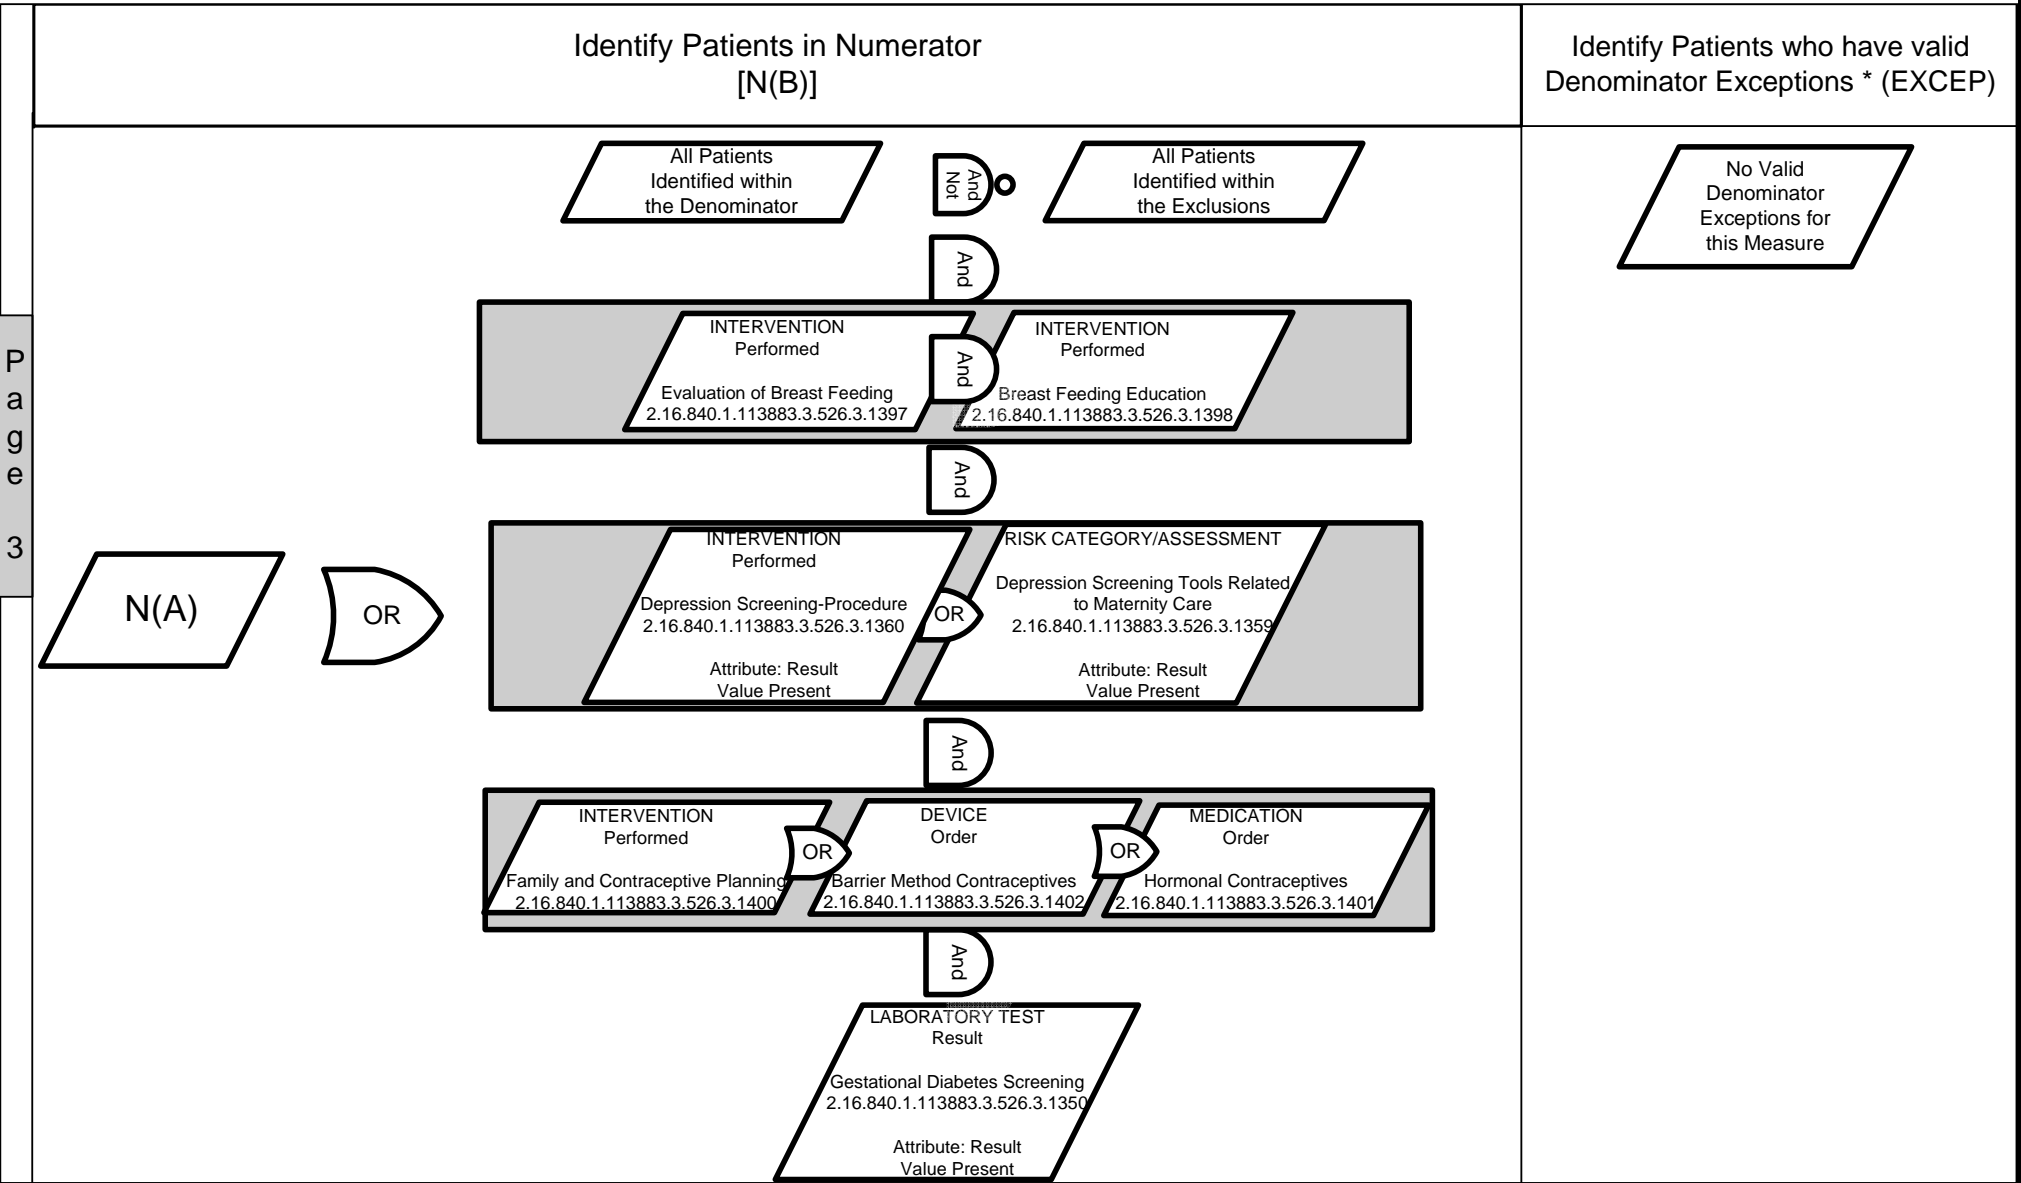 Identify Patients in Numerator
[N(B)]
Identify Patients who have valid
Denominator Exceptions * (EXCEP)
P
a
g
e
3
All Patients
Identified within
the Denominator
And
Not
All Patients
Identified within
the Exclusions
No Valid
Denominator
Exceptions for
this Measure
And
INTERVENTION
Performed
Evaluation of Breast Feeding
2.16.840.1.113883.3.526.3.1397
And
INTERVENTION
Performed
Breast Feeding Education
2.16.840.1.113883.3.526.3.1398
And
N(A)
OR
INTERVENTION
Performed
Depression Screening-Procedure
2.16.840.1.113883.3.526.3.1360
Attribute: Result
Value Present
OR
RISK CATEGORY/ASSESSMENT
Depression Screening Tools Related
to Maternity Care
2.16.840.1.113883.3.526.3.1359
Attribute: Result
Value Present
And
INTERVENTION
Performed
Family and Contraceptive Planning
2.16.840.1.113883.3.526.3.1400
OR
DEVICE
Order
Barrier Method Contraceptives
2.16.840.1.113883.3.526.3.1402
OR
MEDICATION
Order
Hormonal Contraceptives
2.16.840.1.113883.3.526.3.1401
And
LABORATORY TEST
Result
Gestational Diabetes Screening
2.16.840.1.113883.3.526.3.1350
Attribute: Result
Value Present